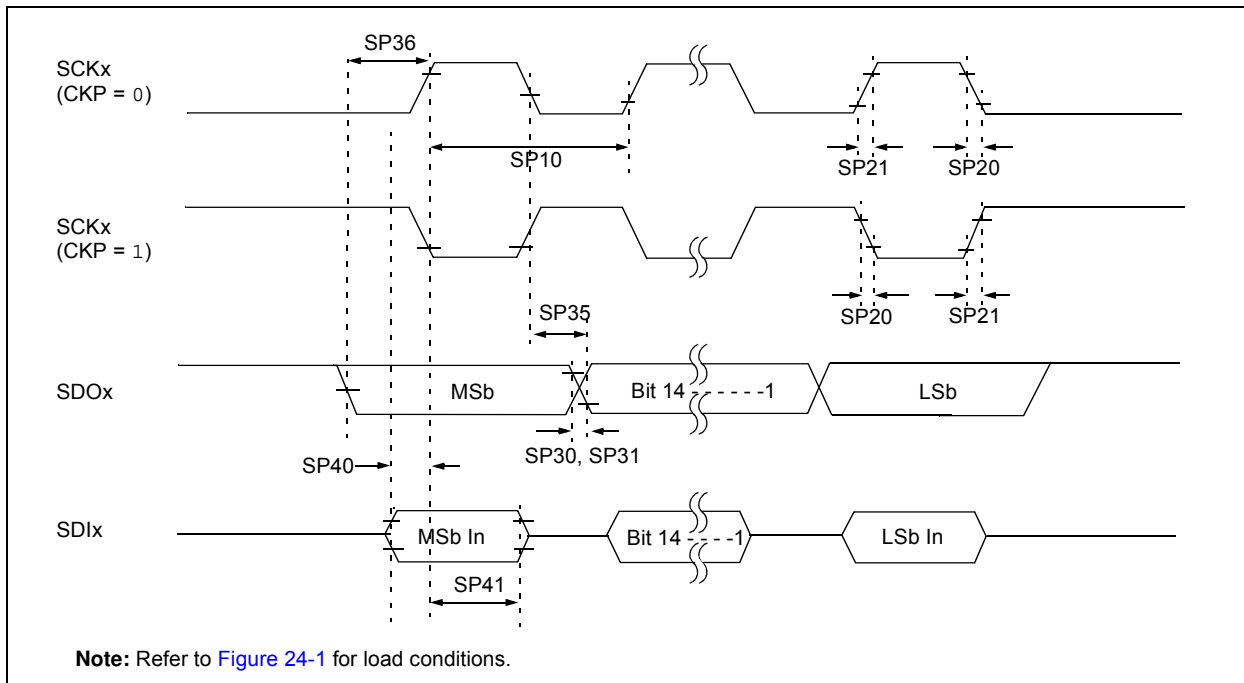 SP36
SCKx
(CKP = 0)
SP10
SP21
SP20
SCKx
(CKP = 1)
SP35
SP20
SP21
SDOx
MSb
Bit 14 - - - - - -1
LSb
SP40
SP30, SP31
SDIx
MSb In
Bit 14 - - - - -1
LSb In
SP41
Note: Refer to Figure 24-1 for load conditions.